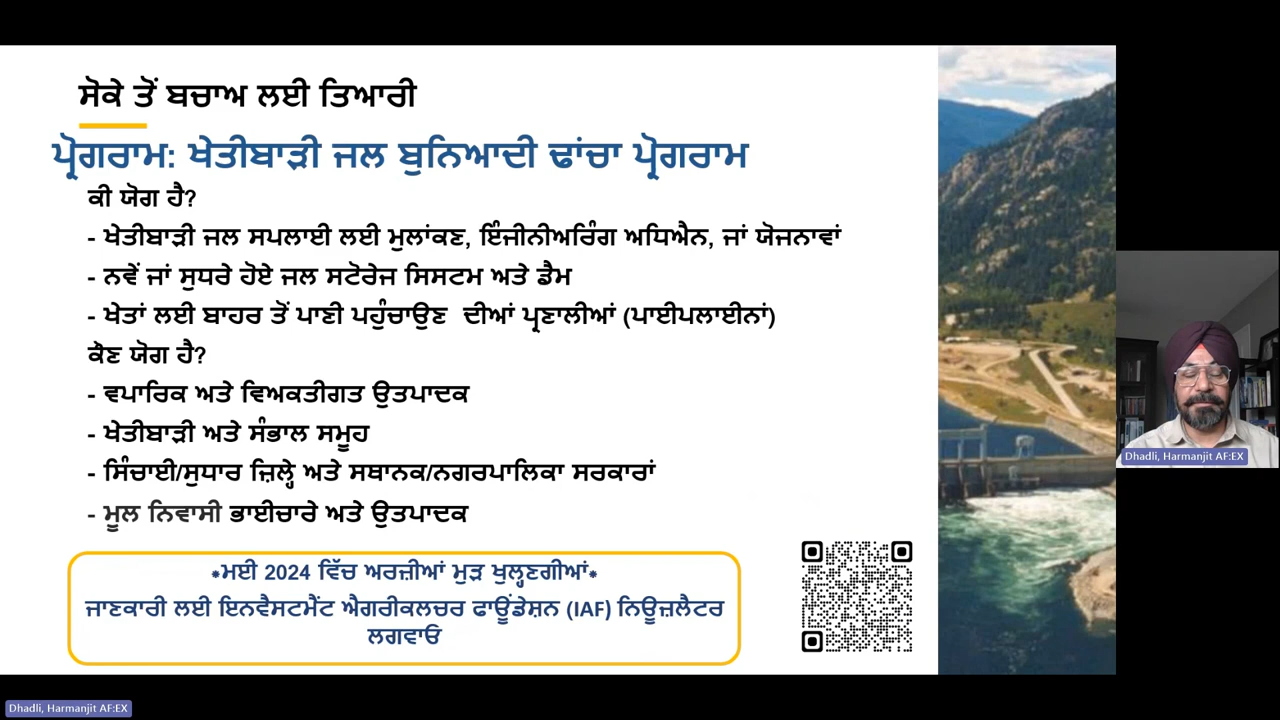 ਸੋਕੇ ਤੋਂ ਬਚਾਅ ਲਈ ਤਿਆਰੀ
ਪ੍ਰੋਗਰਾਮ: ਖੇਤੀਬਾੜੀ ਜਲ ਬੁਨਿਆਦੀ ਢਾਂਚਾ ਪ੍ਰੋਗਰਾਮ
ਕੀ ਯੋਗ ਹੈ?
- ਖੇਤੀਬਾੜੀ ਜਲ ਸਪਲਾਈ ਲਈ ਮੁਲਾਂਕਣ, ਇੰਜੀਨੀਅਰਿੰਗ ਅਧਿਐਨ, ਜਾਂ ਯੋਜਨਾਵਾਂ
- ਨਵੇਂ ਜਾਂ ਸੁਧਰੇ ਹੋਏ ਜਲ ਸਟੋਰੇਜ ਸਿਸਟਮ ਅਤੇ ਡੈਮ
- ਖੇਤਾਂ ਲਈ ਬਾਹਰ ਤੋਂ ਪਾਣੀ ਪਹੁੰਚਾਉਣ ਦੀਆਂ ਪ੍ਰਣਾਲੀਆਂ (ਪਾਈਪਲਾਈਨਾਂ)
ਕੌਣ ਯੋਗ ਹੈ?
- ਵਪਾਰਿਕ ਅਤੇ ਵਿਅਕਤੀਗਤ ਉਤਪਾਦਕ
- ਖੇਤੀਬਾੜੀ ਅਤੇ ਸੰਭਾਲ ਸਮੂਹ
- ਸਿੰਚਾਈ/ਸੁਧਾਰ ਜ਼ਿਲ੍ਹੇ ਅਤੇ ਸਥਾਨਕ/ਨਗਰਪਾਲਿਕਾ ਸਰਕਾਰਾਂ
- ਮੂਲ ਨਿਵਾਸੀ ਭਾਈਚਾਰੇ ਅਤੇ ਉਤਪਾਦਕ
*ਮਈ 2024 ਵਿੱਚ ਅਰਜ਼ੀਆਂ ਮੁੜ ਖੁਲ੍ਹਣਗੀਆਂ*
ਜਾਣਕਾਰੀ ਲਈ ਇਨਵੈਸਟਮੈਂਟ ਐਗਰੀਕਲਚਰ ਫਾਊਂਡੇਸ਼ਨ (IAF) ਨਿਊਜ਼ਲੈਟਰ
ਲਗਵਾਓ
Dhadli, Harmanjit AF:EX
Dhadli, Harmanjit AF:EX